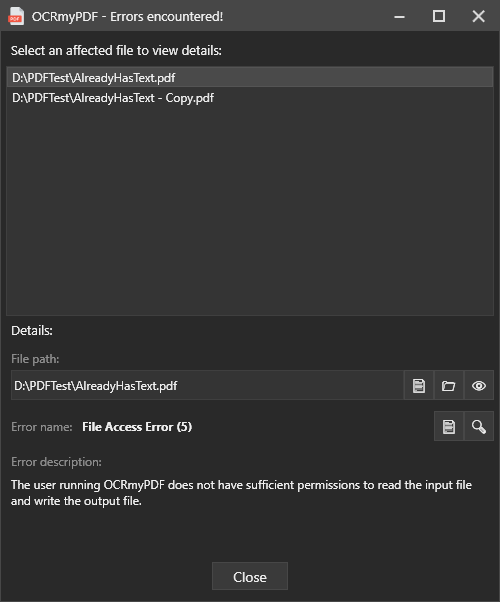 OCRmyPDF - Errors encountered!
Select an affected file to view details:
D:\PDFTest\AlreadyHasText.pdf
D:\PDFTest\AlreadyHasText - Copy.pdf
Details:
File path:
D:\PDFTest\AlreadyHasText.pdf
Error name: File Access Error (5)
Error description:
The user running OCRmyPDF does not have sufficient permissions to read the input file
and write the output file.
Close